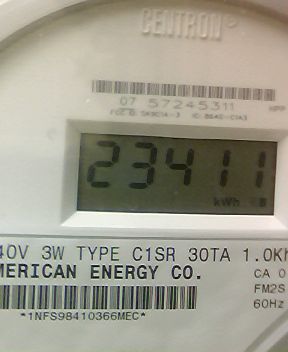 CENTRON®
07 57245311
kWh
23411
40V 3W TYPE C1SR 30TA 1.0Kh
MERICAN ENERGY CO.
CA 0
FM2S
60Hz
*1NFS98410366MEC*